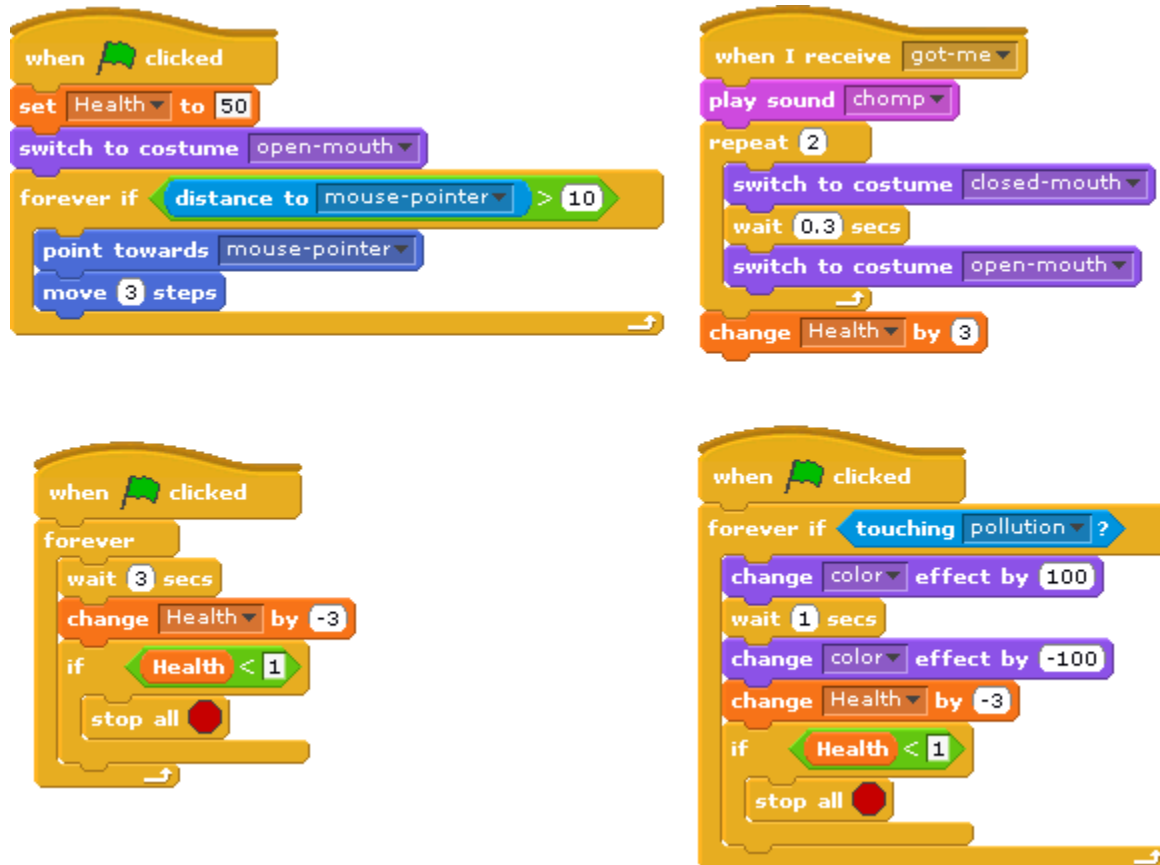 when clicked
set Health to 50
switch to costume open-mouth
forever if distance to mouse-pointer > 10
point towards mouse-pointer
move 3 steps
when I receive got-me
play sound chomp
repeat 2
switch to costume closed-mouth
wait 0.3 secs
switch to costume open-mouth
change Health by 3
when clicked
forever
wait 3 secs
change Health by -3
if Health < 1
stop all
when clicked
forever if touching pollution ?
change color effect by 100
wait 1 secs
change color effect by -100
change Health by -3
if Health < 1
stop all